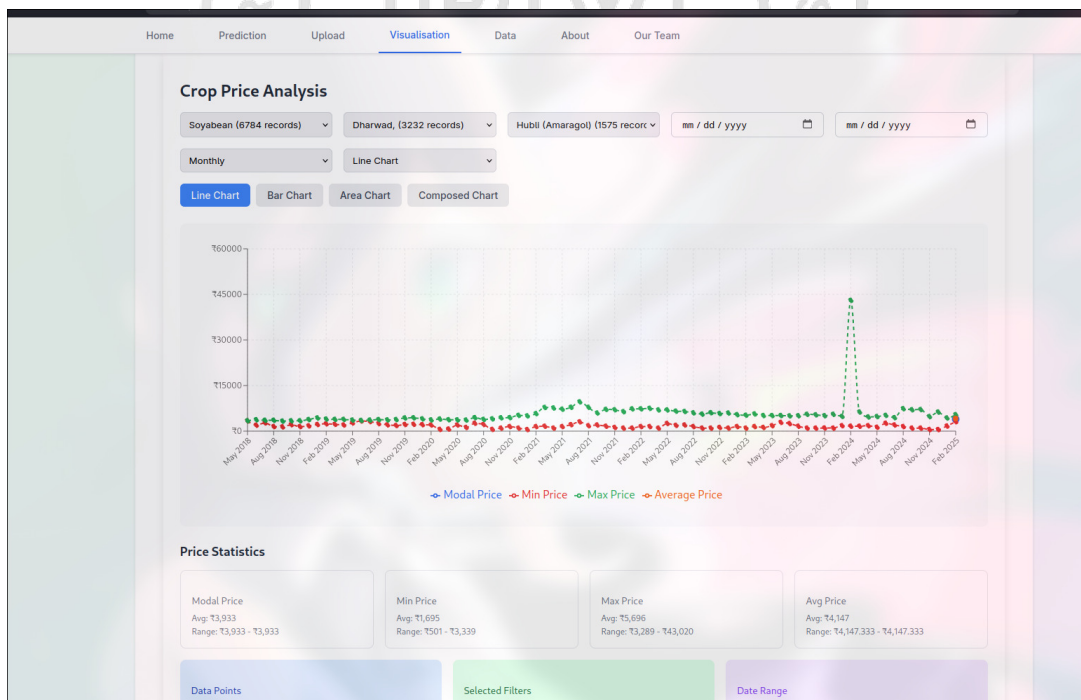 Home Prediction Upload Visualisation Data About Our Team
Crop Price Analysis
Soyabean (6784 records) Dharwad, (3232 records) Hubli (Amaragol) (1575 recorc mm / dd / yyyy mm / dd / yyyy
Monthly Line Chart
Line Chart Bar Chart Area Chart Composed Chart
₹60000
₹45000
₹30000
₹15000
₹0
May 2018 Aug 2018 Nov 2018 Feb 2019 May 2019 Aug 2019 Nov 2019 Feb 2020 May 2020 Aug 2020 Nov 2020 Feb 2021 May 2021 Aug 2021 Nov 2021 Feb 2022 May 2022 Aug 2022 Nov 2022 Feb 2023 May 2023 Aug 2023 Nov 2023 Feb 2024 May 2024 Aug 2024 Nov 2024 Feb 2025
Modal Price Min Price Max Price Average Price
Price Statistics
Modal Price Min Price Max Price Avg Price
Avg: ₹3,933 Avg: ₹1,695 Avg: ₹5,696 Avg: ₹4,147
Range: ₹3,933 - ₹3,933 Range: ₹501 - ₹3,339 Range: ₹3,289 - ₹43,020 Range: ₹4,147.333 - ₹4,147.333
Data Points Selected Filters Date Range